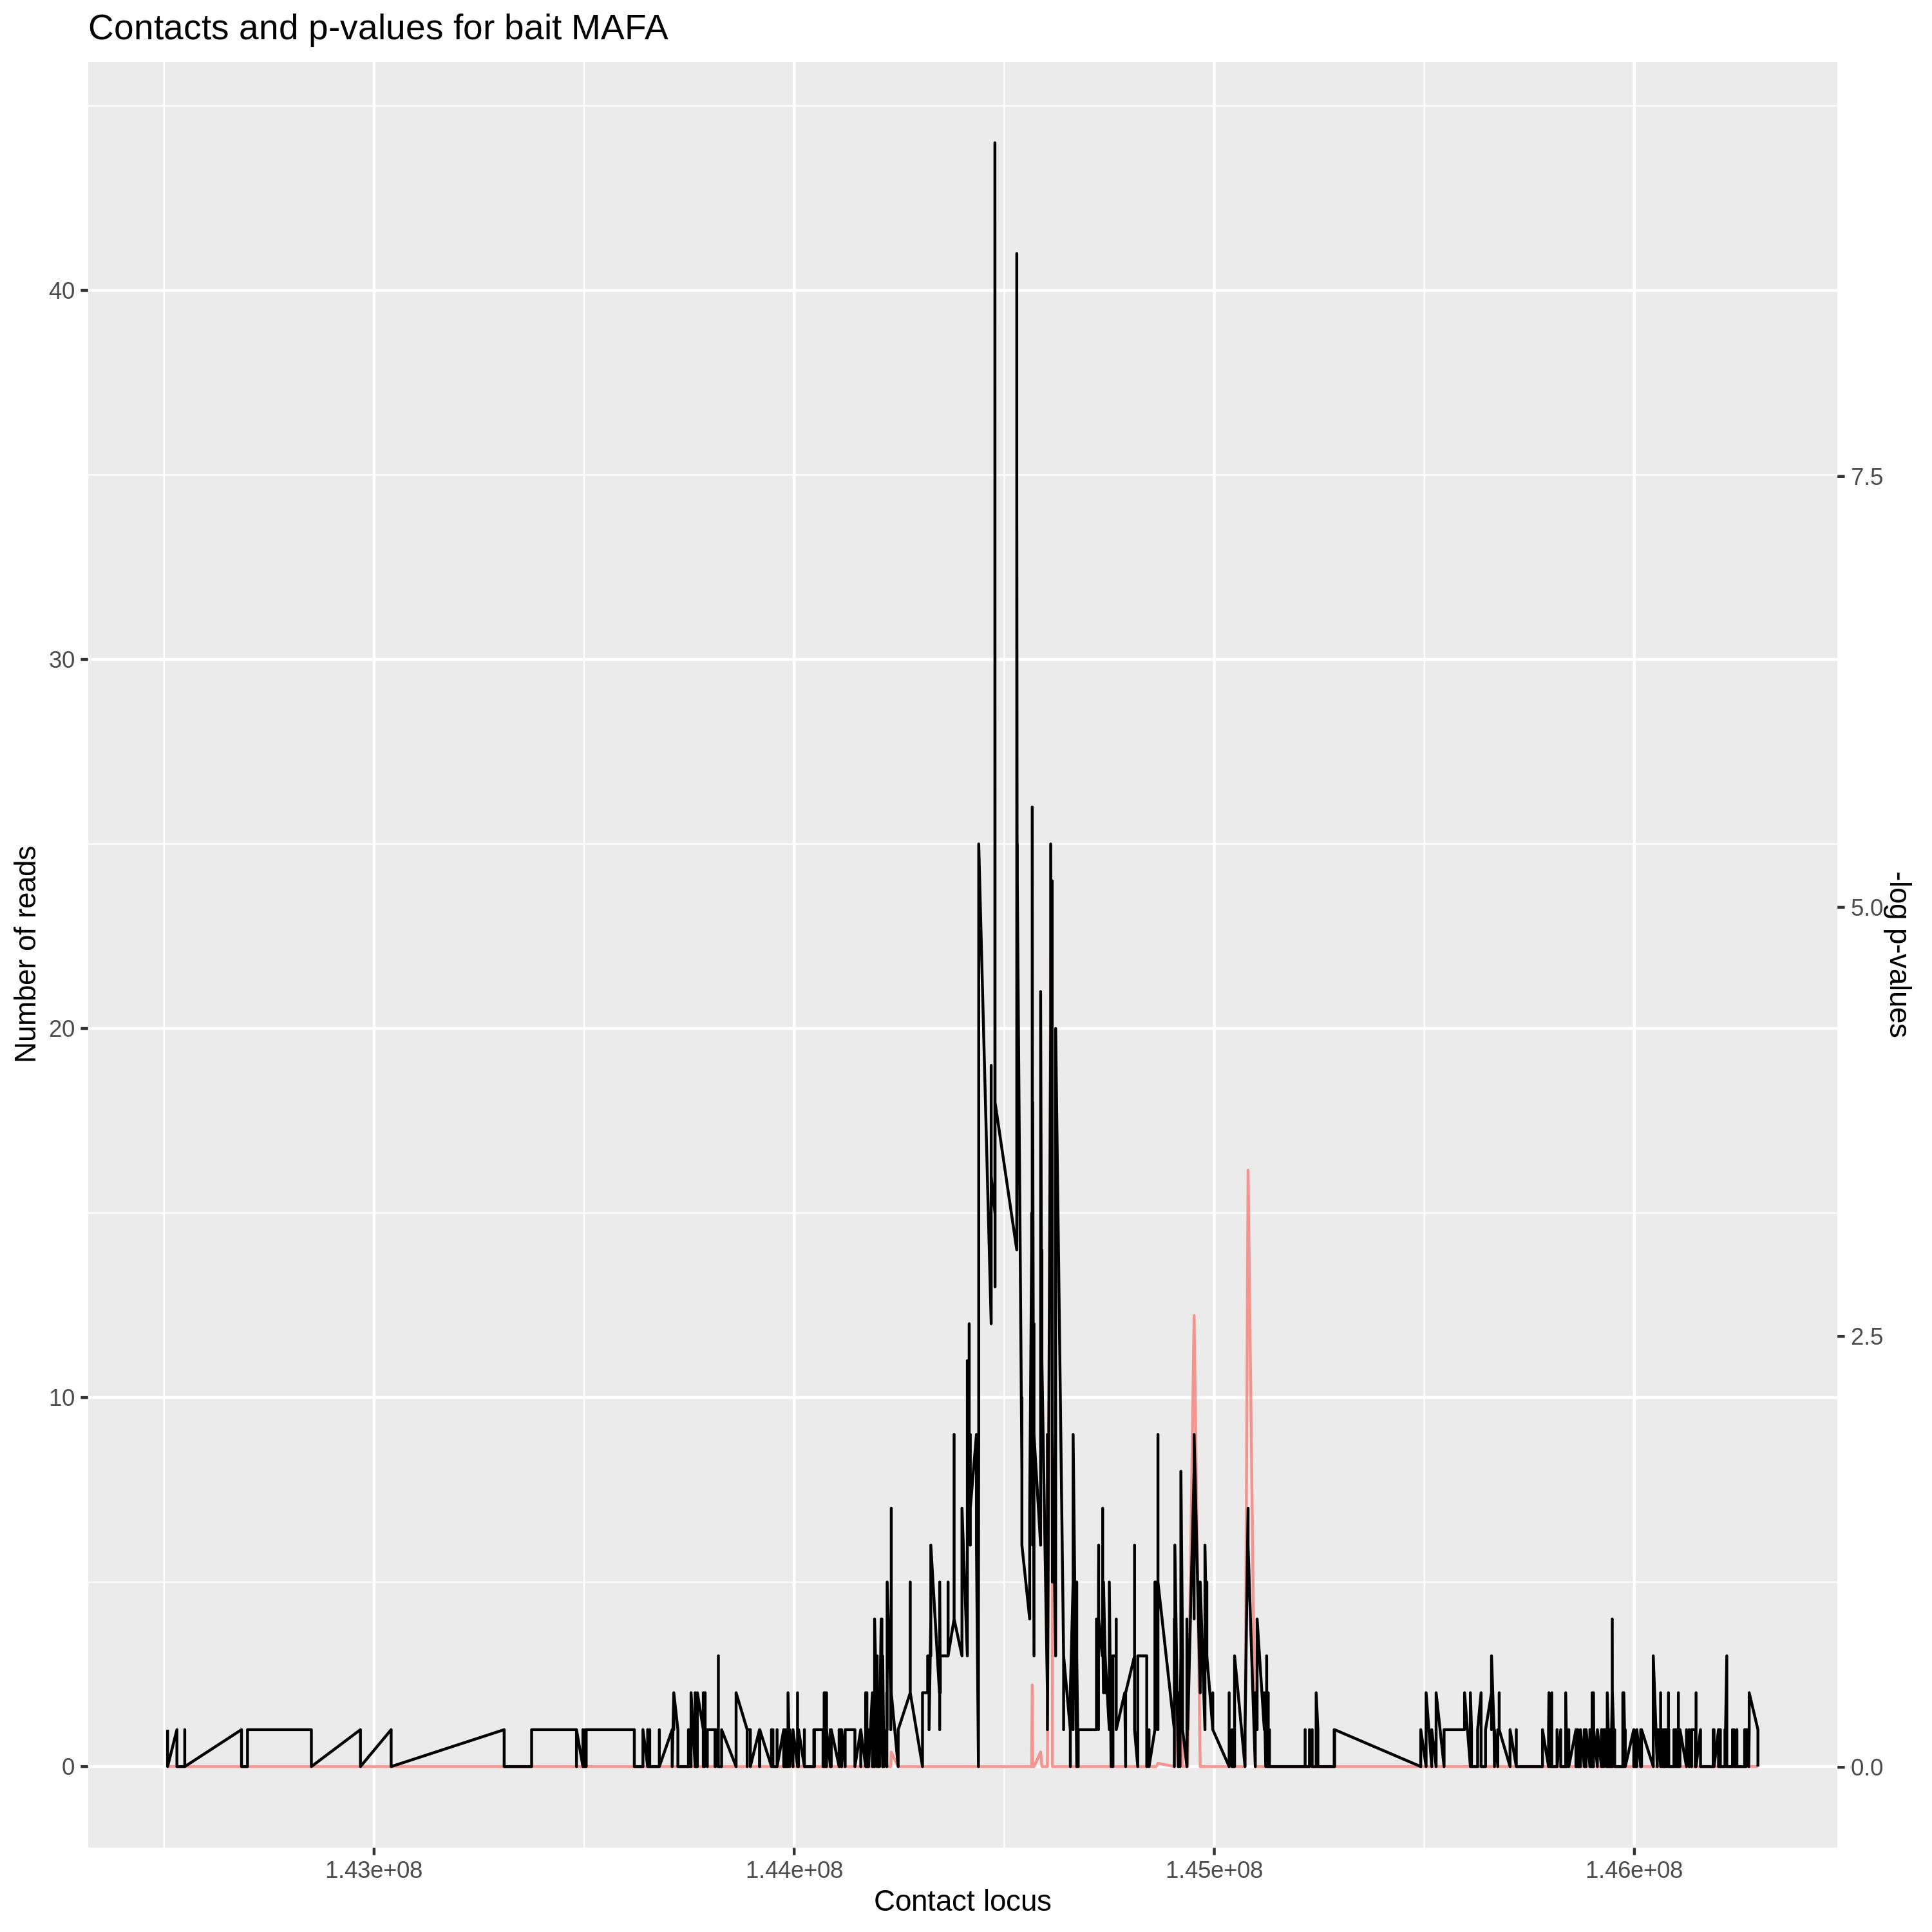 Contacts and p-values for bait MAFA
40
30
20
10
0
Number of reads
7.5
5.0
2.5
0.0
-log p-values
1.43e+08
1.44e+08
1.45e+08
1.46e+08
Contact locus